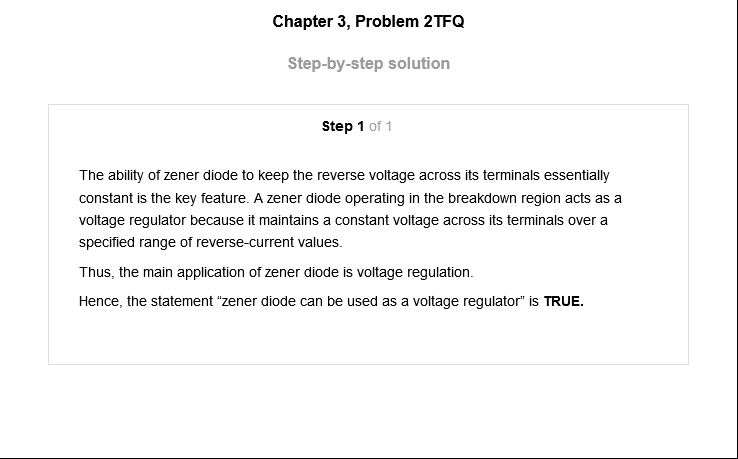 Chapter 3, Problem 2TFQ
Step-by-step solution
Step 1 of 1
The ability of zener diode to keep the reverse voltage across its terminals essentially
constant is the key feature. A zener diode operating in the breakdown region acts as a
voltage regulator because it maintains a constant voltage across its terminals over a
specified range of reverse-current values.
Thus, the main application of zener diode is voltage regulation.
Hence, the statement “zener diode can be used as a voltage regulator” is TRUE.